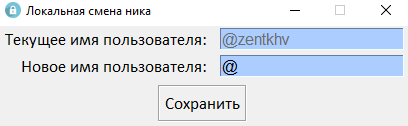 Локальная смена ника
Текущее имя пользователя: @zentkhv
Новое имя пользователя: @
Сохранить